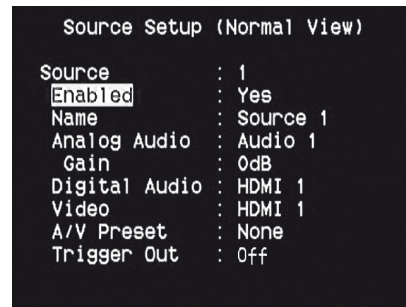 Source Setup (Normal View)
Source : 1
Enabled : Yes
Name : Source 1
Analog Audio : Audio 1
Gain : 0dB
Digital Audio : HDMI 1
Video : HDMI 1
A/V Preset : None
Trigger Out : Off